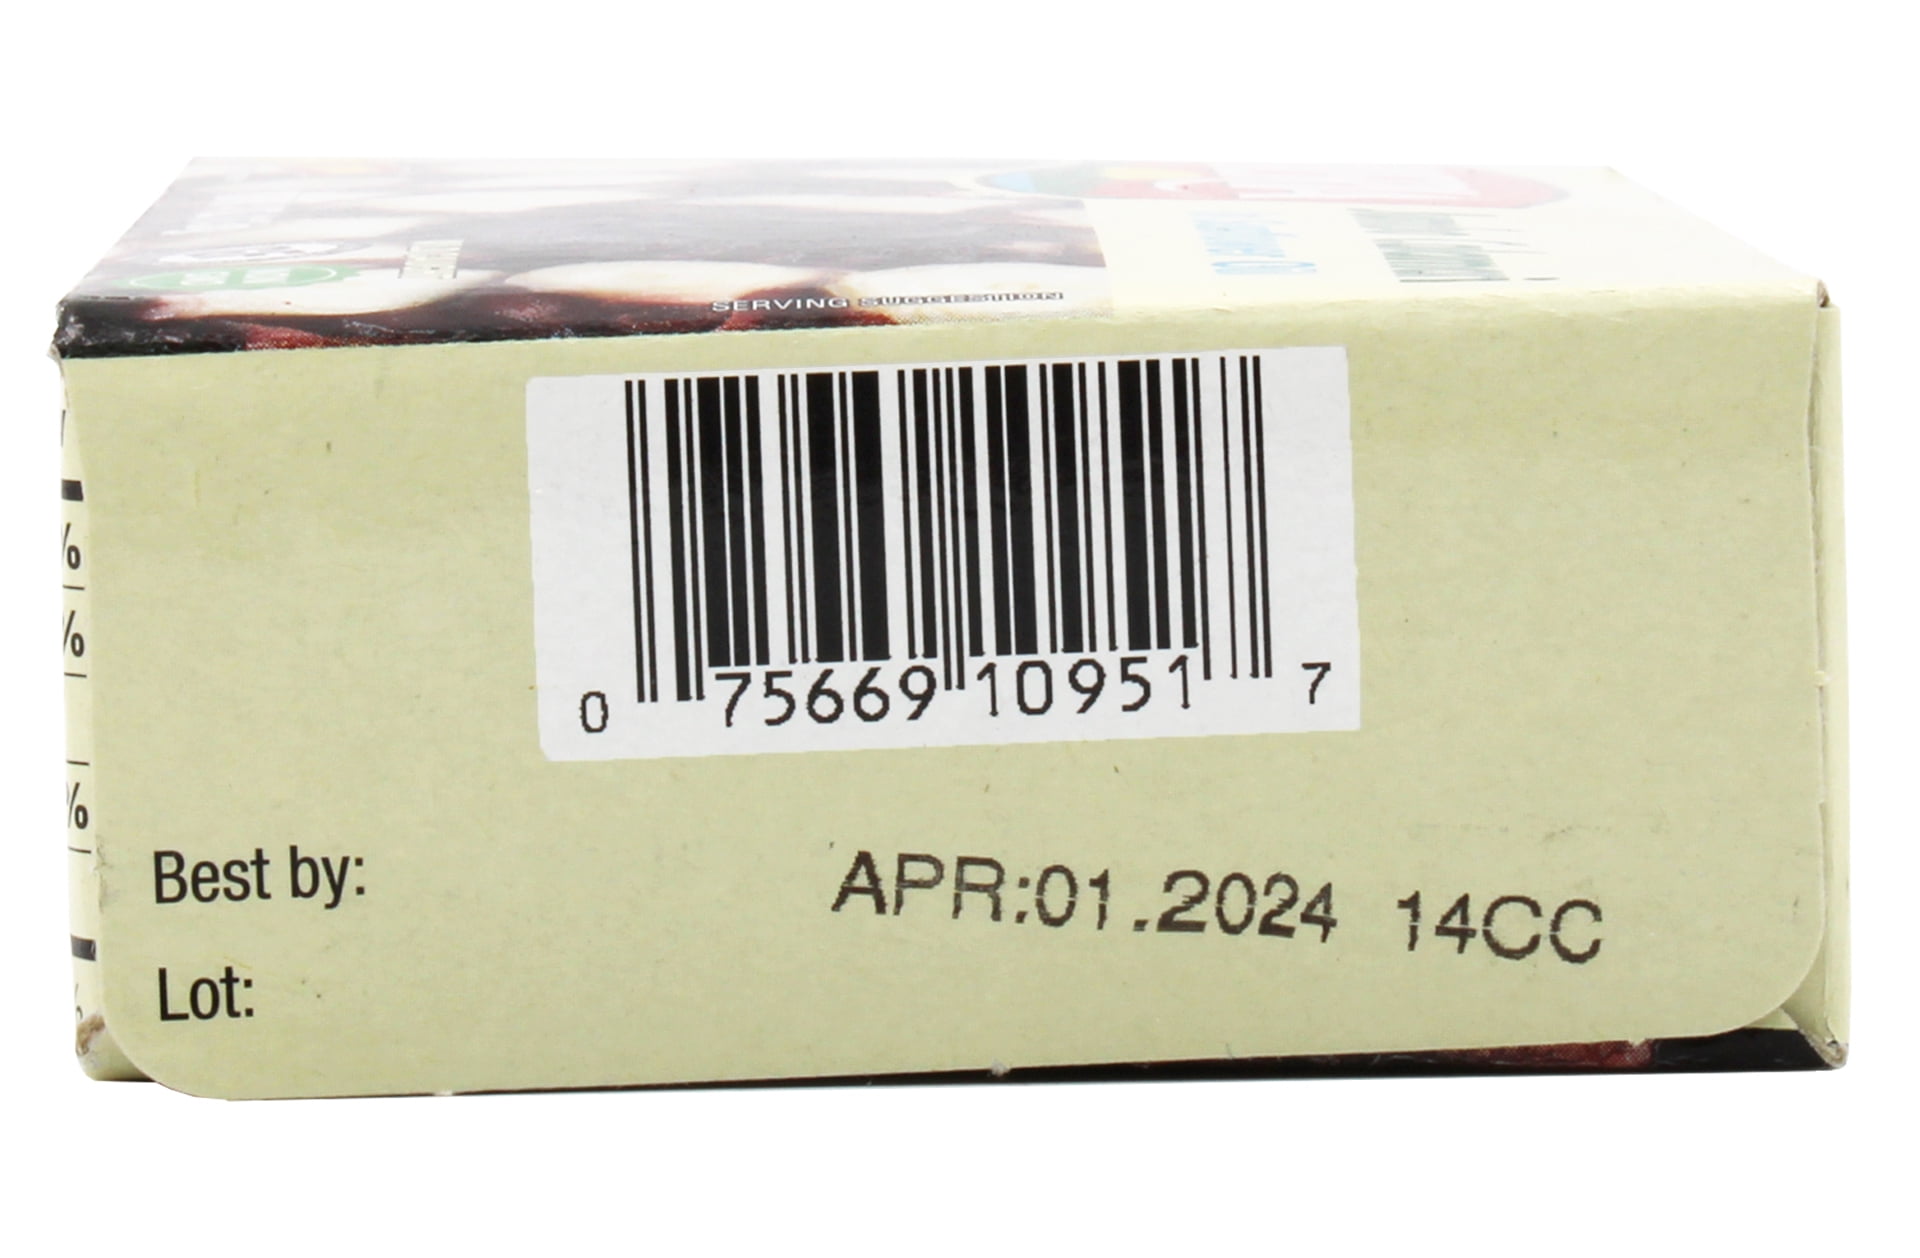 SERVING SUGGESTION
%
%
%
0 75669 10951 7
Best by: APR:01.2024 14CC
Lot: